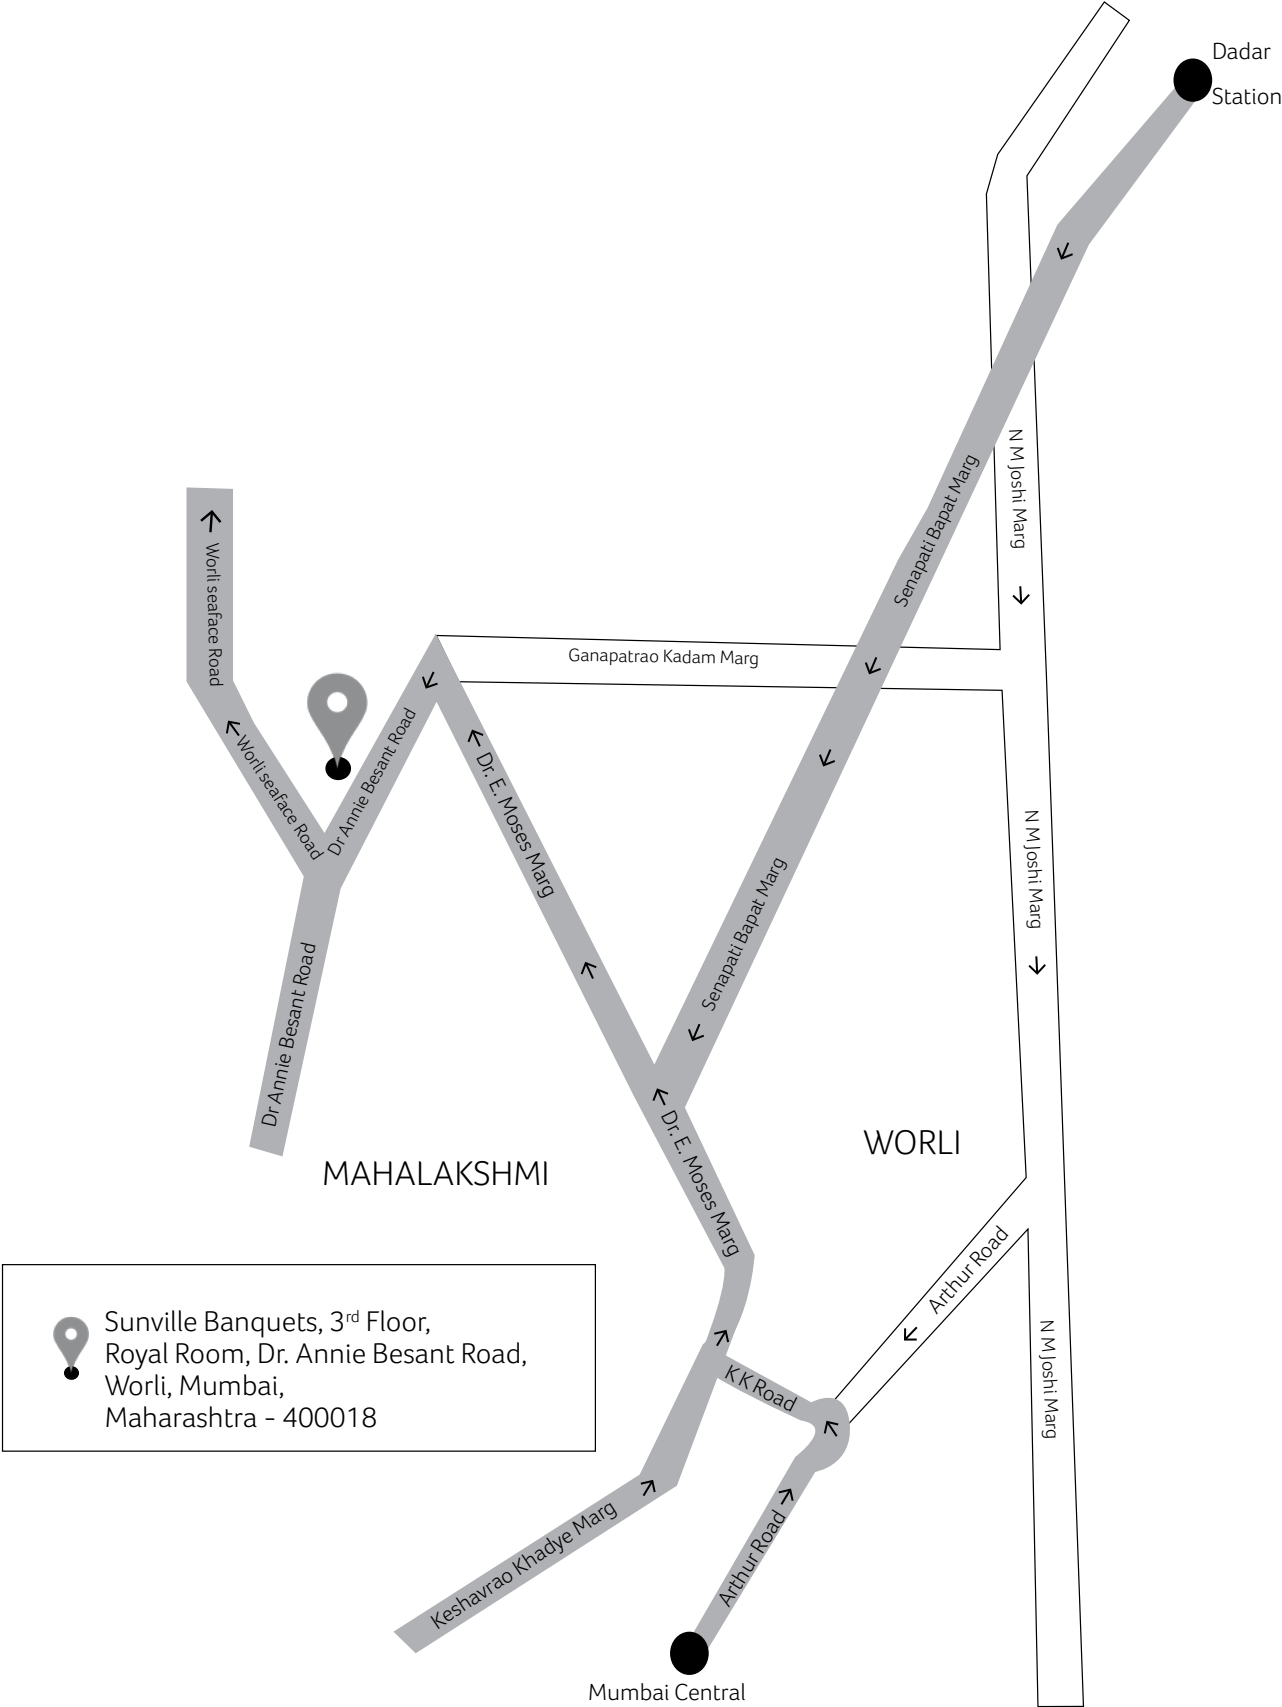 Dadar
Station
N M Joshi Marg
Senapati Bapat Marg
Worli seaface Road
Ganapatrao Kadam Marg
Worli seaface Road
Dr Annie Besant Road
Dr. E. Moses Marg
N M Joshi Marg
Senapati Bapat Marg
Dr Annie Besant Road
WORLI
MAHALAKSHMI
Dr. E. Moses Marg
Arthur Road
Sunville Banquets, 3rd Floor,
Royal Room, Dr. Annie Besant Road,
Worli, Mumbai,
Maharashtra - 400018
K K Road
N M Joshi Marg
Keshavrao Khadye Marg
Arthur Road
Mumbai Central